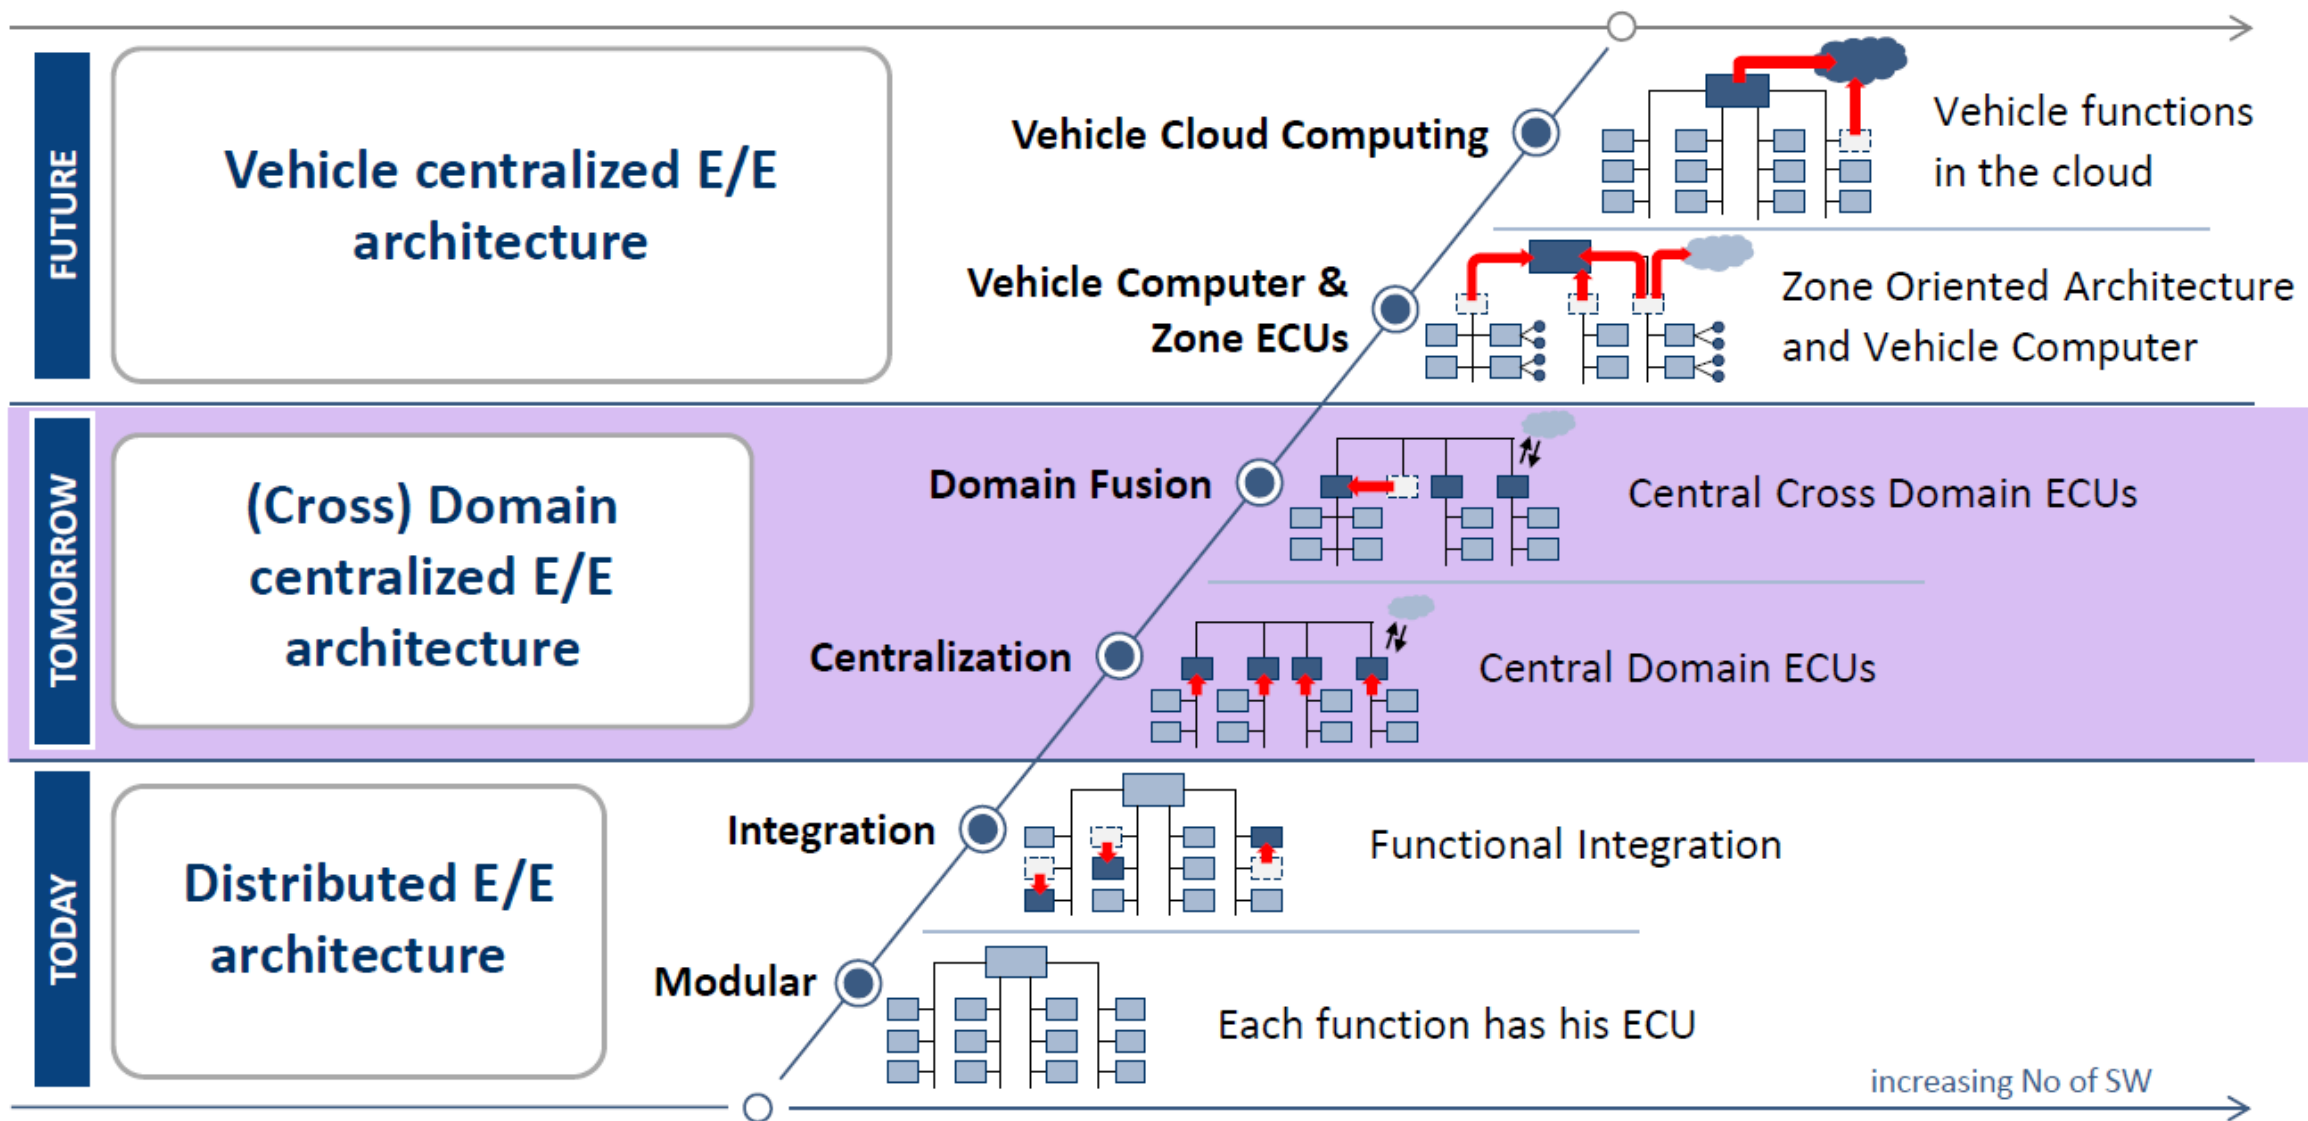 FUTURE
Vehicle centralized E/E
architecture
Vehicle Cloud Computing
Vehicle functions
in the cloud
Vehicle Computer &
Zone ECUs
Zone Oriented Architecture
and Vehicle Computer
TOMORROW
(Cross) Domain
centralized E/E
architecture
Domain Fusion
Central Cross Domain ECUs
Centralization
Central Domain ECUs
TODAY
Distributed E/E
architecture
Integration
Functional Integration
Modular
Each function has his ECU
increasing No of SW